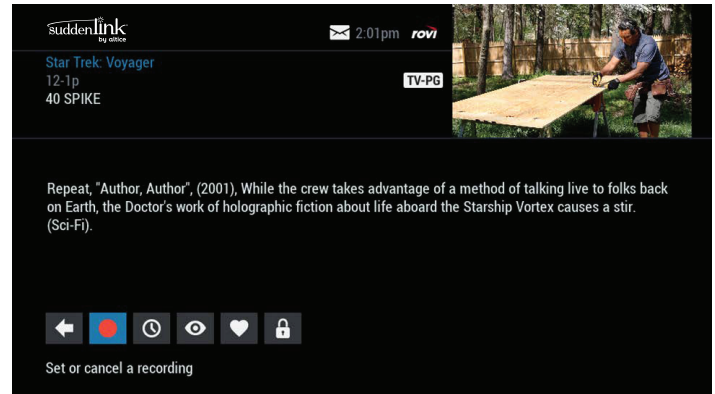 suddenlink
by altice
2:01pm rovi
Star Trek: Voyager
12-1p
TV-PG
40 SPIKE
Repeat, "Author, Author", (2001), While the crew takes advantage of a method of talking live to folks back
on Earth, the Doctor's work of holographic fiction about life aboard the Starship Vortex causes a stir.
(Sci-Fi).
Set or cancel a recording